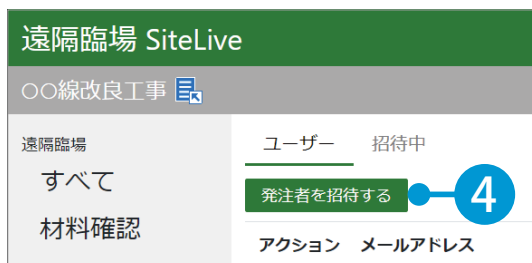 遠隔臨場 SiteLive
○○線改良工事
遠隔臨場
すべて
材料確認
ユーザー 招待中
発注者を招待する
4
アクション メールアドレス